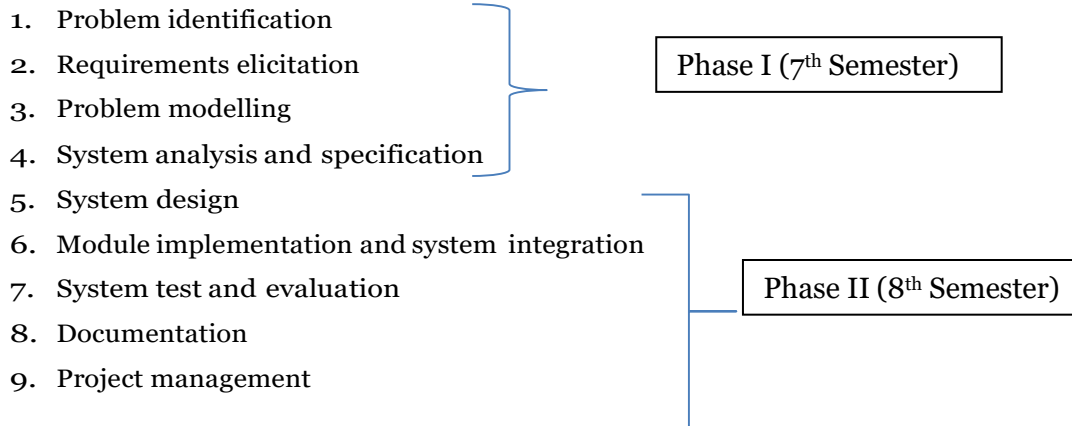 1. Problem identification
2. Requirements elicitation
Phase I (7th Semester)
3. Problem modelling
4. System analysis and specification
5. System design
6. Module implementation and system integration
7. System test and evaluation
Phase II (8th Semester)
8. Documentation
9. Project management